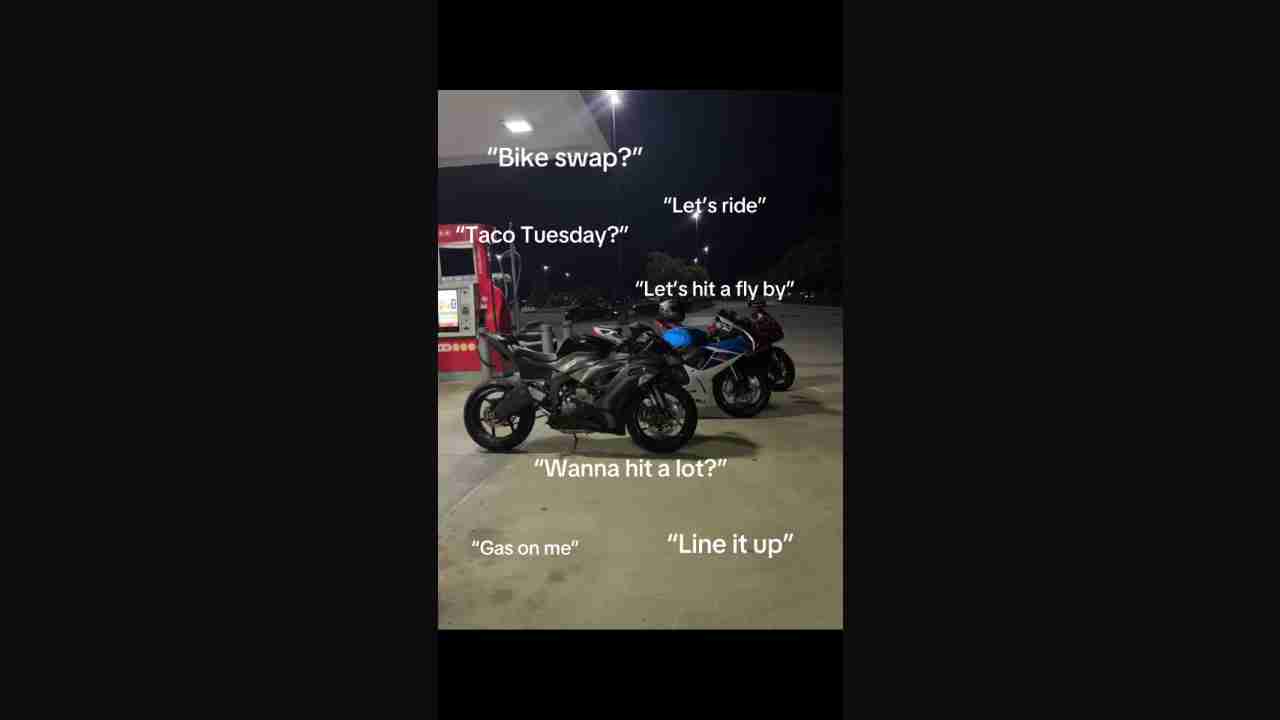 “Bike swap?”
“Let’s ride”
“Taco Tuesday?”
“Let’s hit a fly by”
“Wanna hit a lot?”
“Line it up”
“Gas on me”